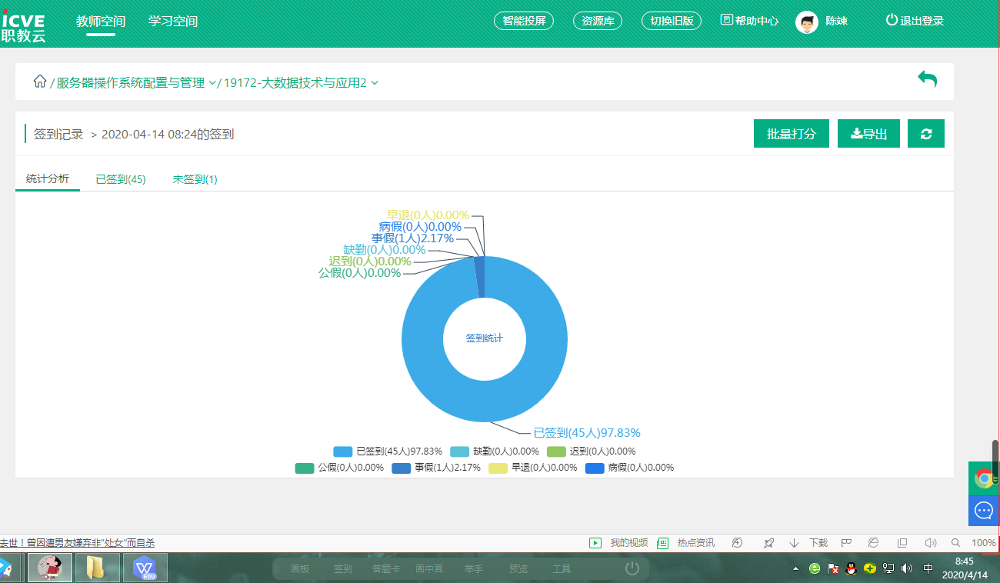 iCVE
职教云
教师空间 学习空间 智能投屏 资源库 切换旧版 帮助中心 陈竦 退出登录
/ 服务器操作系统配置与管理 / 19172-大数据技术与应用2
签到记录 > 2020-04-14 08:24的签到 批量打分 导出
统计分析 已签到(45) 未签到(1)
早退(0人)0.00%
病假(0人)0.00%
事假(1人)2.17%
缺勤(0人)0.00%
迟到(0人)0.00%
公假(0人)0.00%
签到统计
已签到(45人)97.83%
已签到(45人)97.83% 缺勤(0人)0.00% 迟到(0人)0.00%
公假(0人)0.00% 事假(1人)2.17% 早退(0人)0.00% 病假(0人)0.00%
去世！曾因遭男友嫌弃非"处女"而自杀 我的视频 热点资讯 下载 100%
EDU
画板 签到 答题卡 画中画 举手 预览 工具
中
8:45
2020/4/14